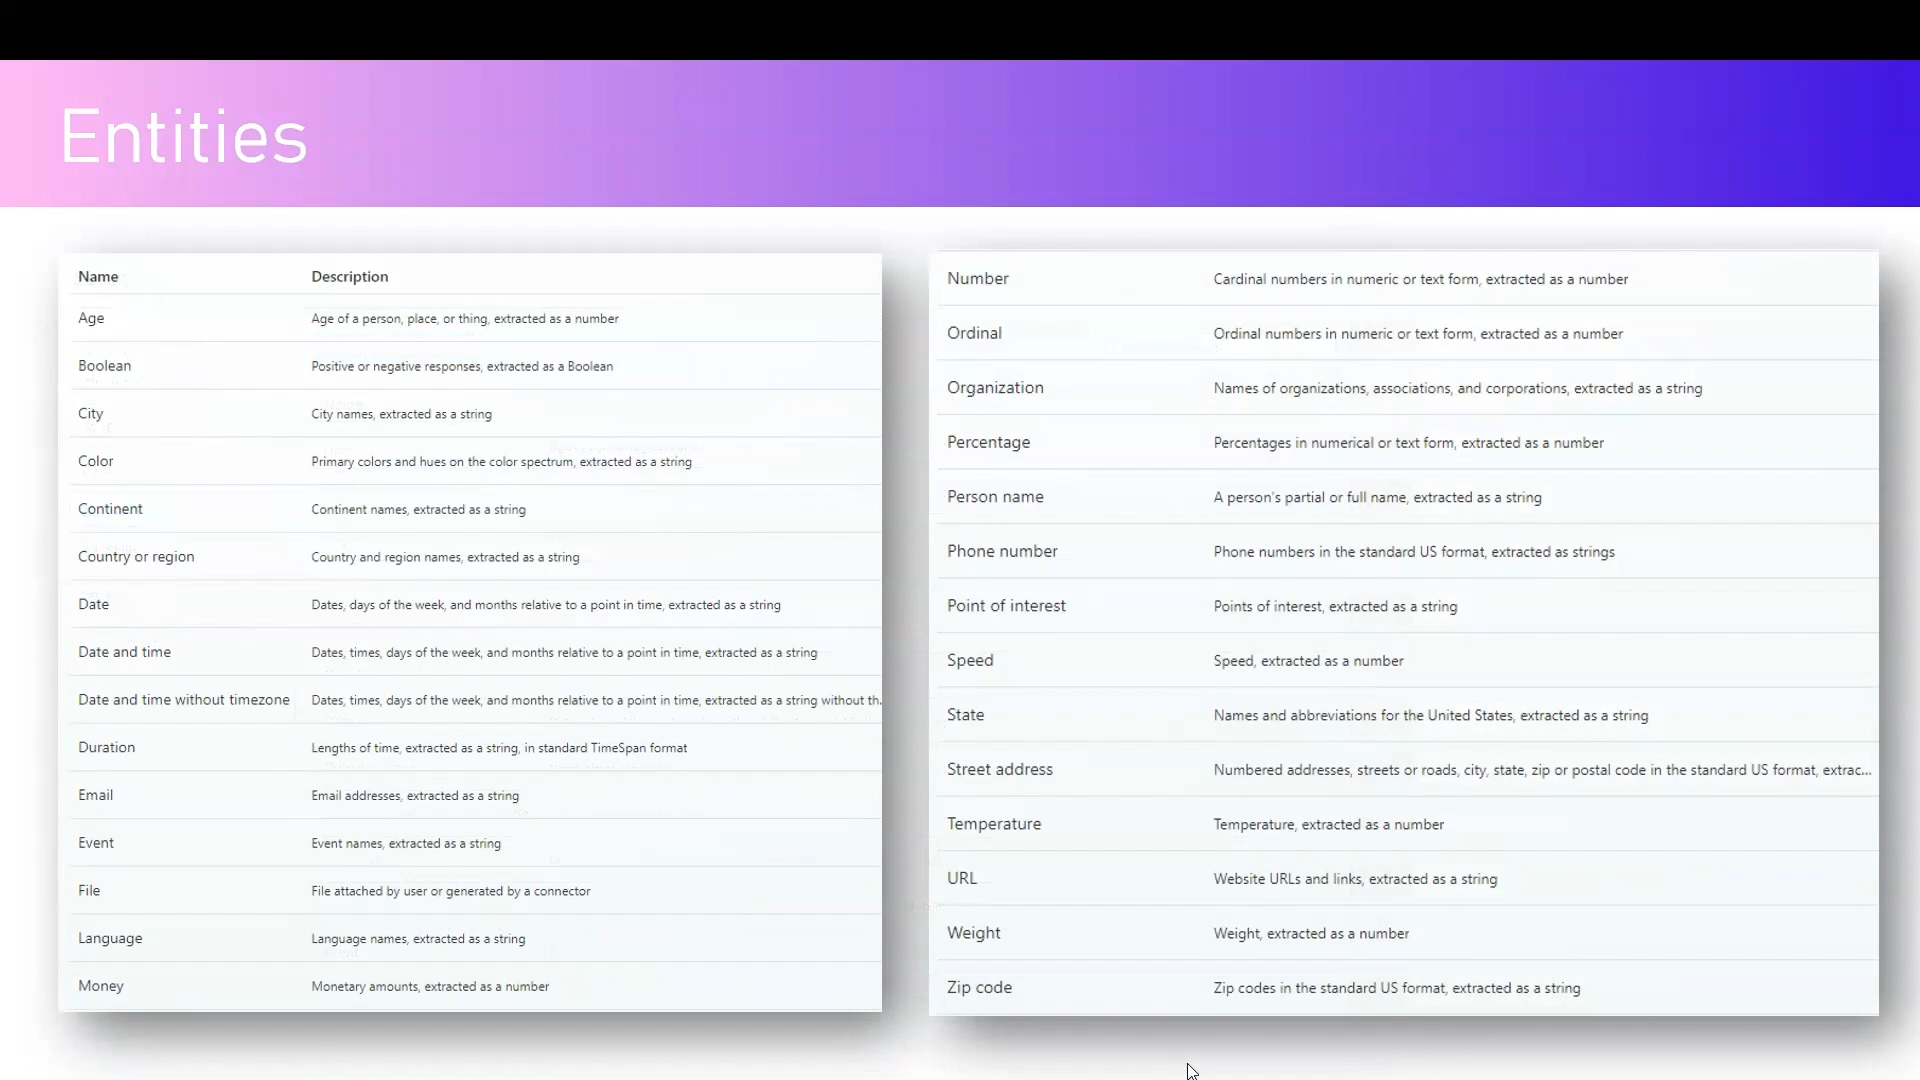 Entities
Name Description
Age Age of a person, place, or thing, extracted as a number
Boolean Positive or negative responses, extracted as a Boolean
City City names, extracted as a string
Color Primary colors and hues on the color spectrum, extracted as a string
Continent Continent names, extracted as a string
Country or region Country and region names, extracted as a string
Date Dates, days of the week, and months relative to a point in time, extracted as a string
Date and time Dates, times, days of the week, and months relative to a point in time, extracted as a string
Date and time without timezone Dates, times, days of the week, and months relative to a point in time, extracted as a string without th.
Duration Lengths of time, extracted as a string, in standard TimeSpan format
Email Email addresses, extracted as a string
Event Event names, extracted as a string
File File attached by user or generated by a connector
Language Language names, extracted as a string
Money Monetary amounts, extracted as a number
Number Cardinal numbers in numeric or text form, extracted as a number
Ordinal Ordinal numbers in numeric or text form, extracted as a number
Organization Names of organizations, associations, and corporations, extracted as a string
Percentage Percentages in numerical or text form, extracted as a number
Person name A person's partial or full name, extracted as a string
Phone number Phone numbers in the standard US format, extracted as strings
Point of interest Points of interest, extracted as a string
Speed Speed, extracted as a number
State Names and abbreviations for the United States, extracted as a string
Street address Numbered addresses, streets or roads, city, state, zip or postal code in the standard US format, extrac...
Temperature Temperature, extracted as a number
URL Website URLs and links, extracted as a string
Weight Weight, extracted as a number
Zip code Zip codes in the standard US format, extracted as a string